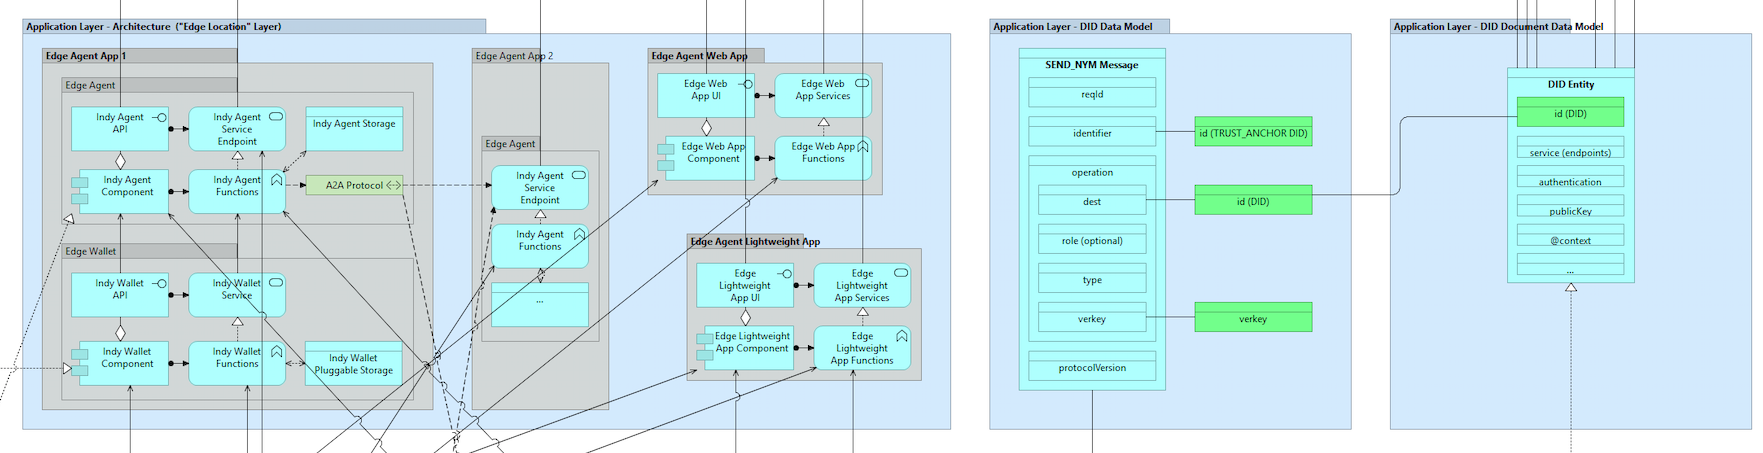 Application Layer - Architecture ("Edge Location" Layer)
Edge Agent App 1
Edge Agent
Indy Agent
API
Indy Agent
Service
Endpoint
Indy Agent Storage
Indy Agent
Component
Indy Agent
Functions
A2A Protocol
Edge Wallet
Indy Wallet
API
Indy Wallet
Service
Indy Wallet
Component
Indy Wallet
Functions
Indy Wallet
Pluggable Storage
Edge Agent App 2
Edge Agent
Indy Agent
Service
Endpoint
Indy Agent
Functions
...
Edge Agent Web App
Edge Web
App UI
Edge Web
App Services
Edge Web App
Component
Edge Web App
Functions
Edge Agent Lightweight App
Edge
Lightweight
App UI
Edge
Lightweight
App Services
Edge Lightweight
App Component
Edge
Lightweight
App Functions
Application Layer - DID Data Model
SEND_NYM Message
reqId
identifier
id (TRUST_ANCHOR DID)
operation
dest
id (DID)
role (optional)
type
verkey
verkey
protocolVersion
Application Layer - DID Document Data Model
DID Entity
id (DID)
service (endpoints)
authentication
publicKey
@context
...